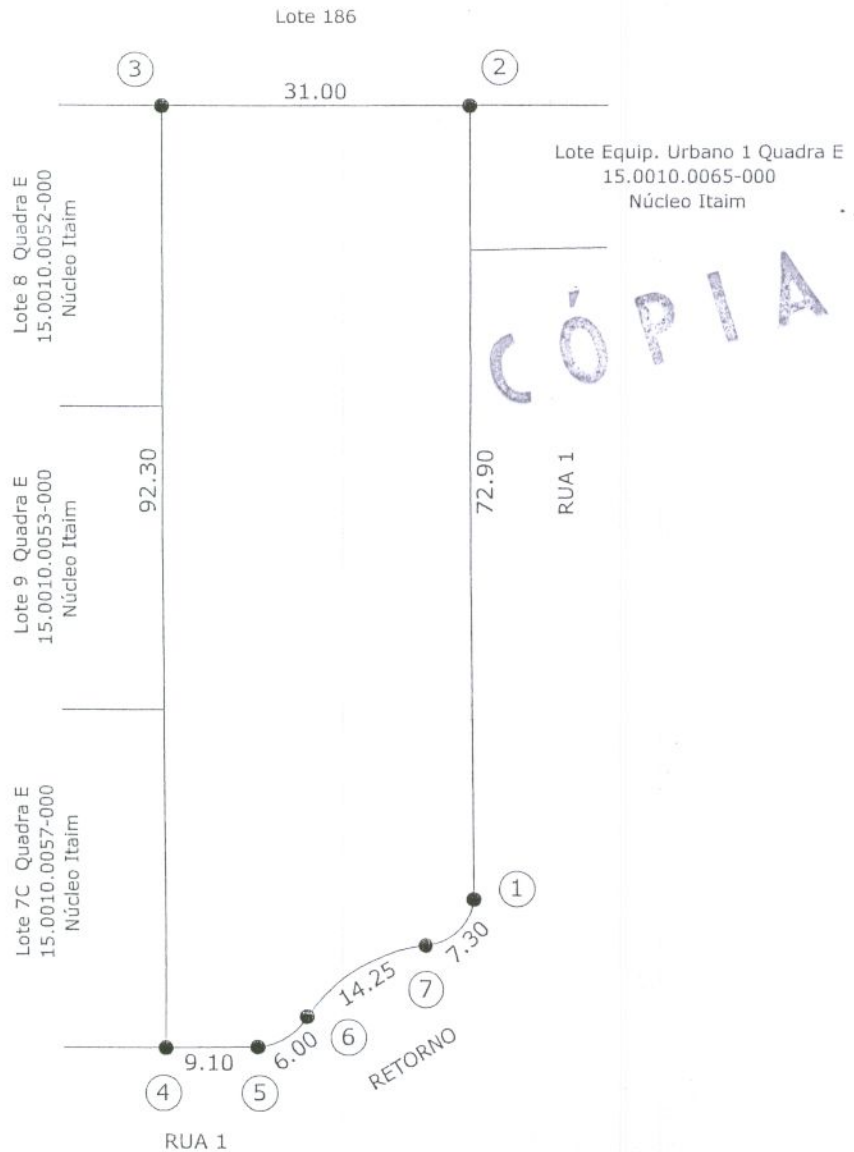 Lote 186
3
2
31.00
Lote Equip. Urbano 1 Quadra E
15.0010.0065-000
Núcleo Itaim
Lote 8 Quadra E
15.0010.0052-000
Núcleo Itaim
CÓPIA
92.30
72.90
RUA 1
Lote 9 Quadra E
15.0010.0053-000
Núcleo Itaim
Lote 7C Quadra E
15.0010.0057-000
Núcleo Itaim
1
7.30
14.25
7
6
6.00
RETORNO
9.10
4
5
RUA 1